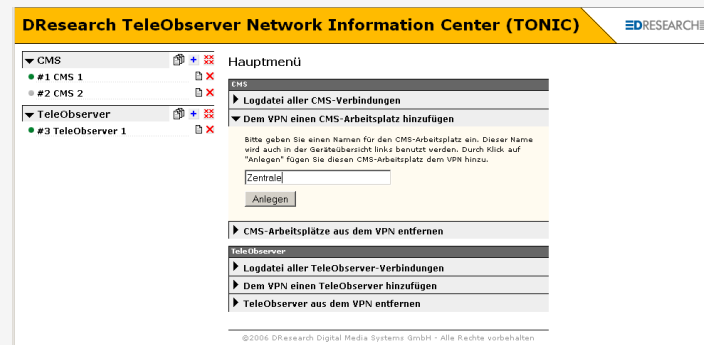 DResearch TeleObserver Network Information Center (TONIC)
DRESEARCH
CMS
#1 CMS 1
#2 CMS 2
TeleObserver
#3 TeleObserver 1
Hauptmenü
CMS
Logdatei aller CMS-Verbindungen
Dem VPN einen CMS-Arbeitsplatz hinzufügen
Bitte geben Sie einen Namen für den CMS-Arbeitsplatz ein. Dieser Name
wird auch in der Geräteübersicht links benutzt werden. Durch Klick auf
"Anlegen" fügen Sie diesen CMS-Arbeitsplatz dem VPN hinzu.
Zentrale
Anlegen
CMS-Arbeitsplätze aus dem VPN entfernen
TeleObserver
Logdatei aller TeleObserver-Verbindungen
Dem VPN einen TeleObserver hinzufügen
TeleObserver aus dem VPN entfernen
©2006 DResearch Digital Media Systems GmbH - Alle Rechte vorbehalten